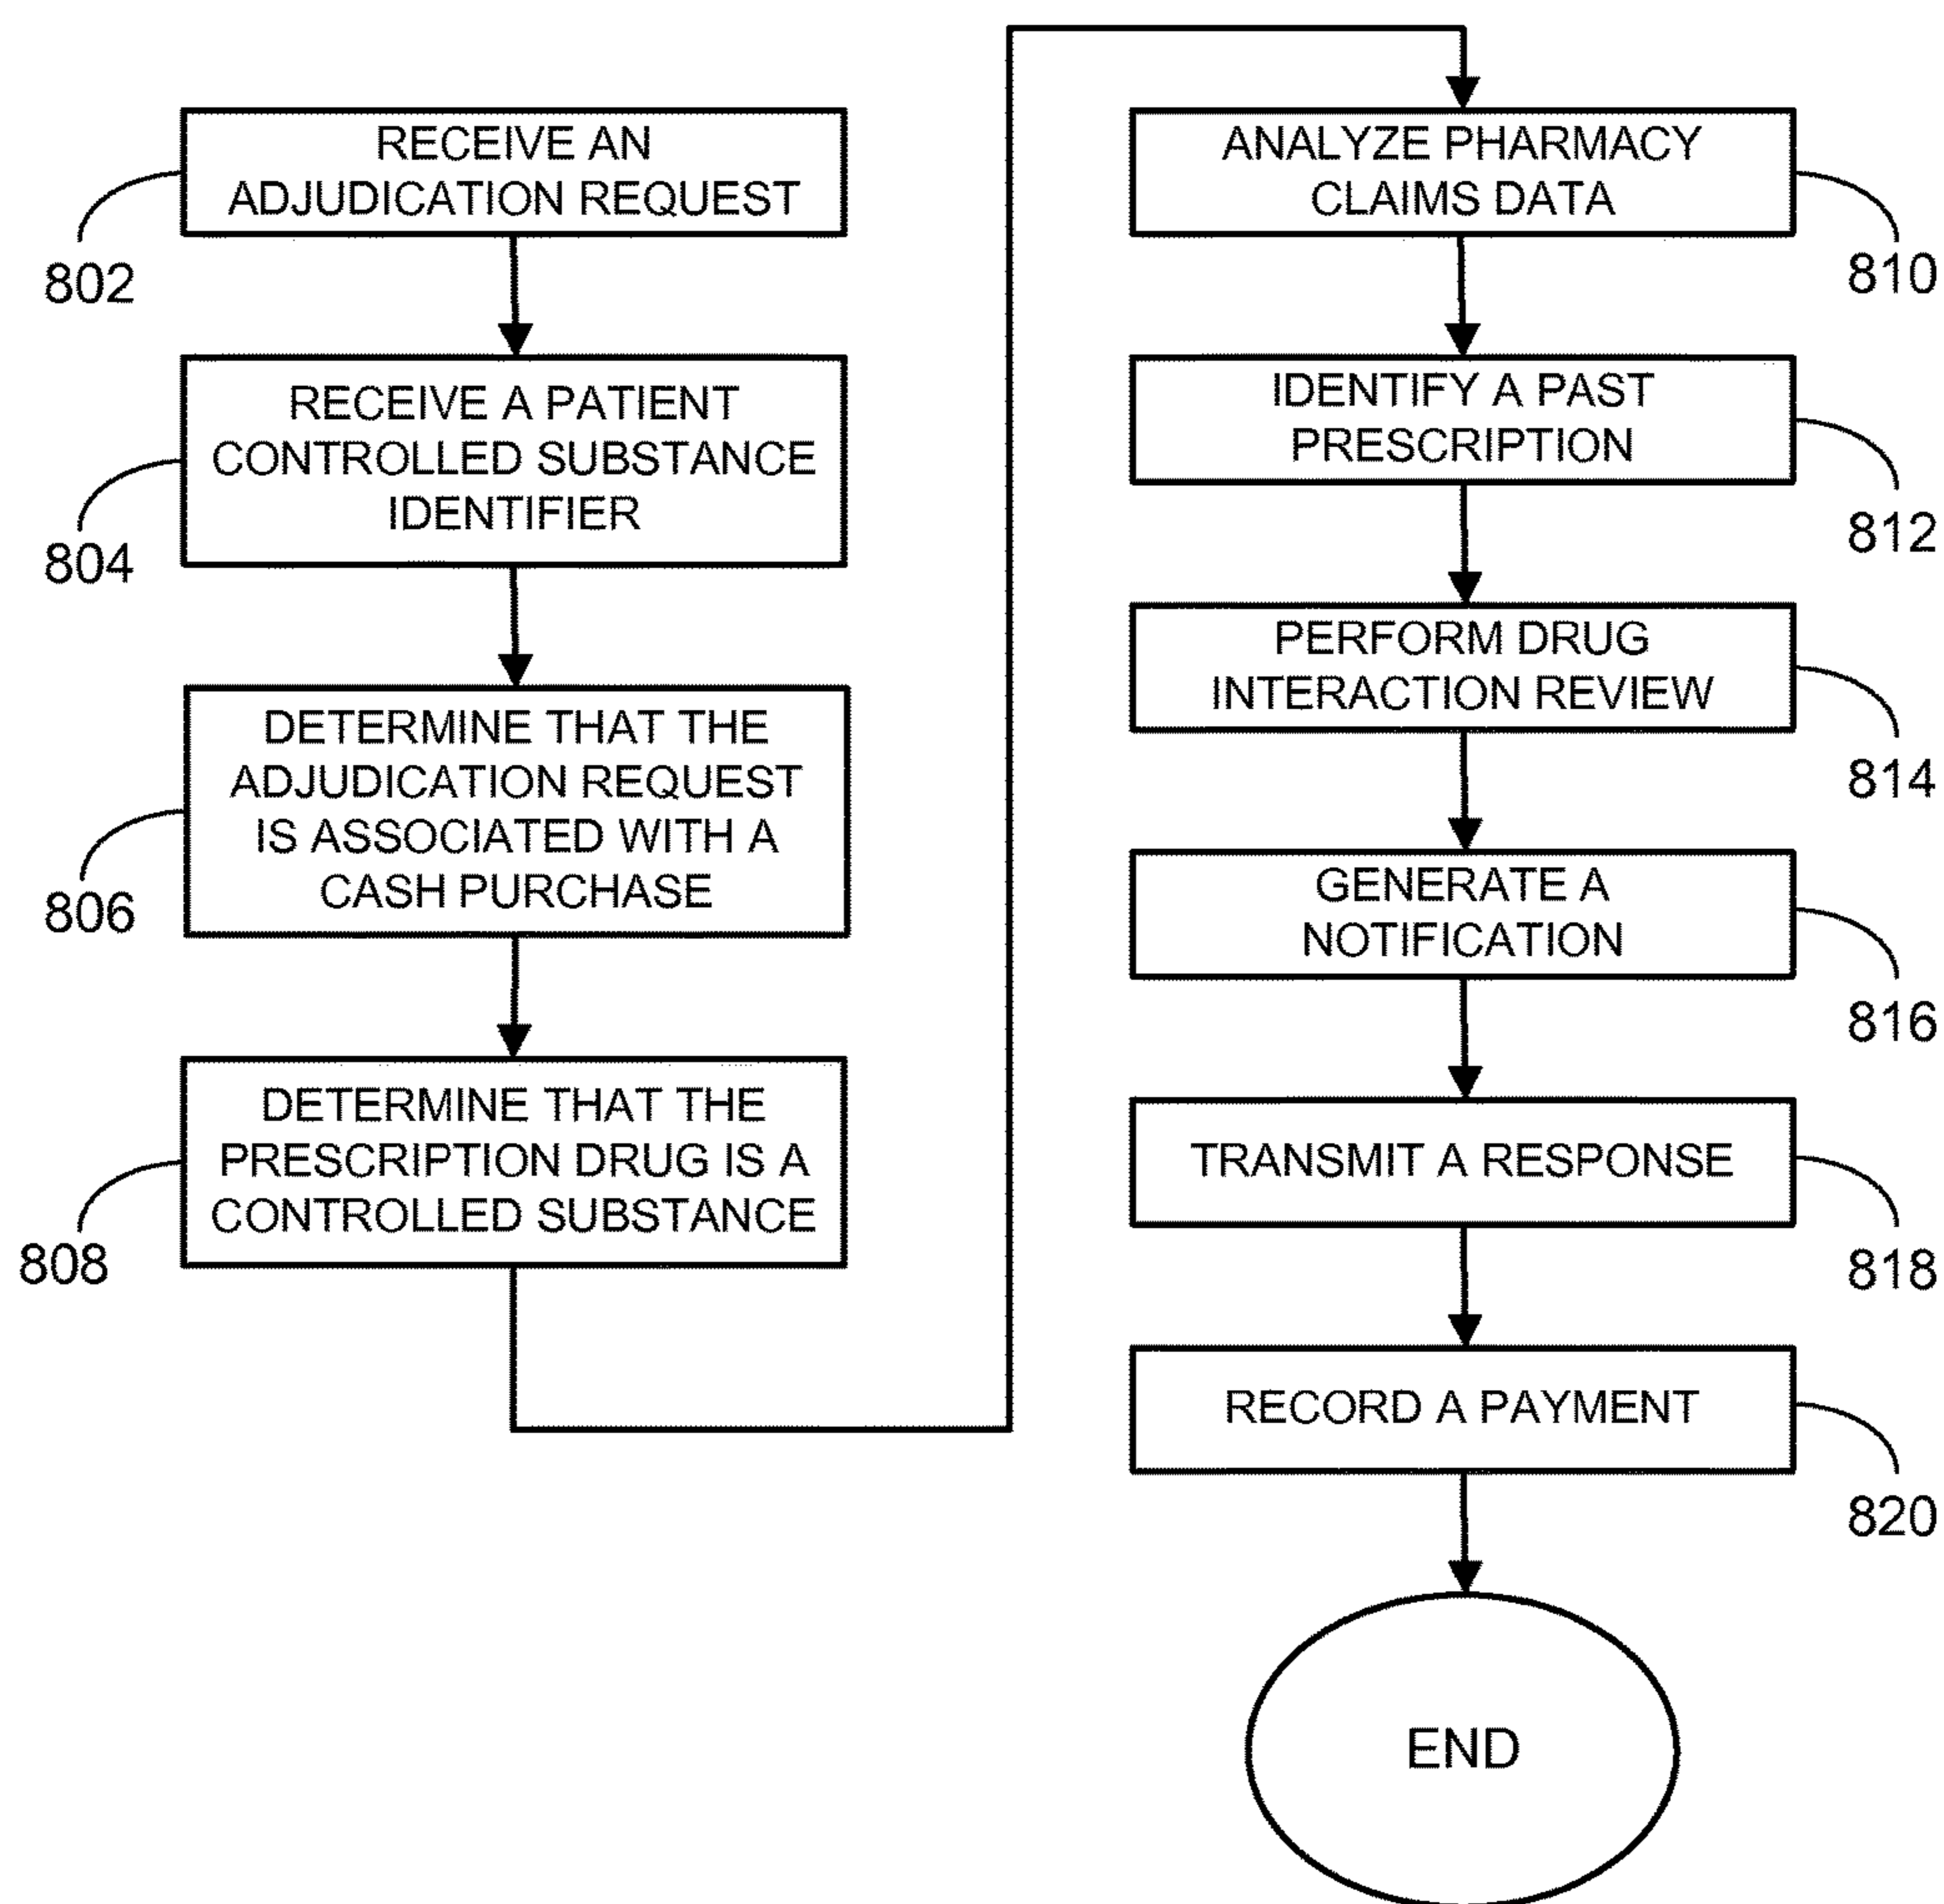 RECEIVE AN
ADJUDICATION REQUEST
802
RECEIVE A PATIENT
CONTROLLED SUBSTANCE
IDENTIFIER
804
DETERMINE THAT THE
ADJUDICATION REQUEST
IS ASSOCIATED WITH A
CASH PURCHASE
806
DETERMINE THAT THE
PRESCRIPTION DRUG IS A
CONTROLLED SUBSTANCE
808
ANALYZE PHARMACY
CLAIMS DATA
810
IDENTIFY A PAST
PRESCRIPTION
812
PERFORM DRUG
INTERACTION REVIEW
814
GENERATE A
NOTIFICATION
816
TRANSMIT A RESPONSE
818
RECORD A PAYMENT
820
END